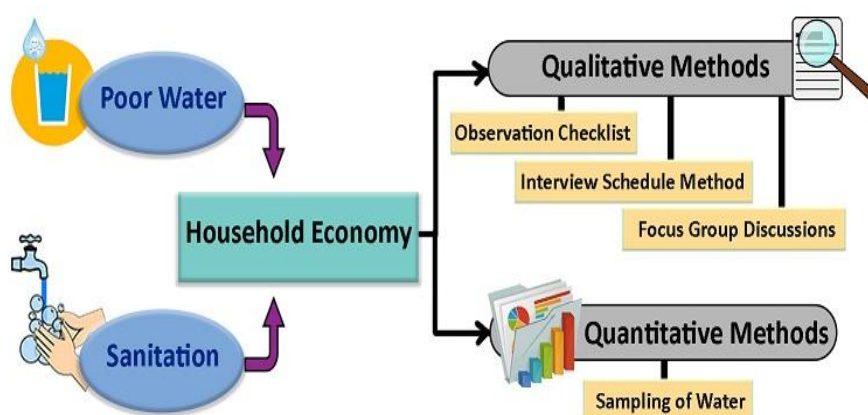 Poor Water
Sanitation
Household Economy
Qualitative Methods
Observation Checklist
Interview Schedule Method
Focus Group Discussions
Quantitative Methods
Sampling of Water